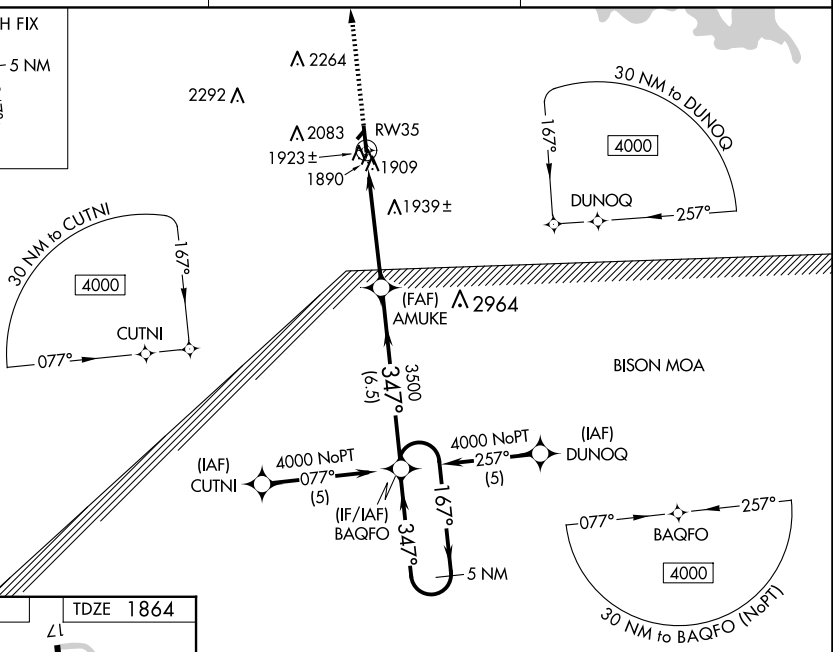 H FIX
5 NM
2264
2292
2083
RW35
1923±
1890
1909
1939±
30 NM to DUNOQ
167°
4000
DUNOQ
257°
30 NM to CUTNI
167°
4000
CUTNI
077°
(FAF)
AMUKE
2964
BISON MOA
3500
347°
(6.5)
(IAF)
CUTNI
4000 NoPT
077°
(5)
4000 NoPT
257°
(5)
(IAF)
DUNOQ
(IF/IAF)
BAQFO
347°
167°
5 NM
077°
257°
BAQFO
4000
30 NM to BAQFO (NoPT)
TDZE 1864
17